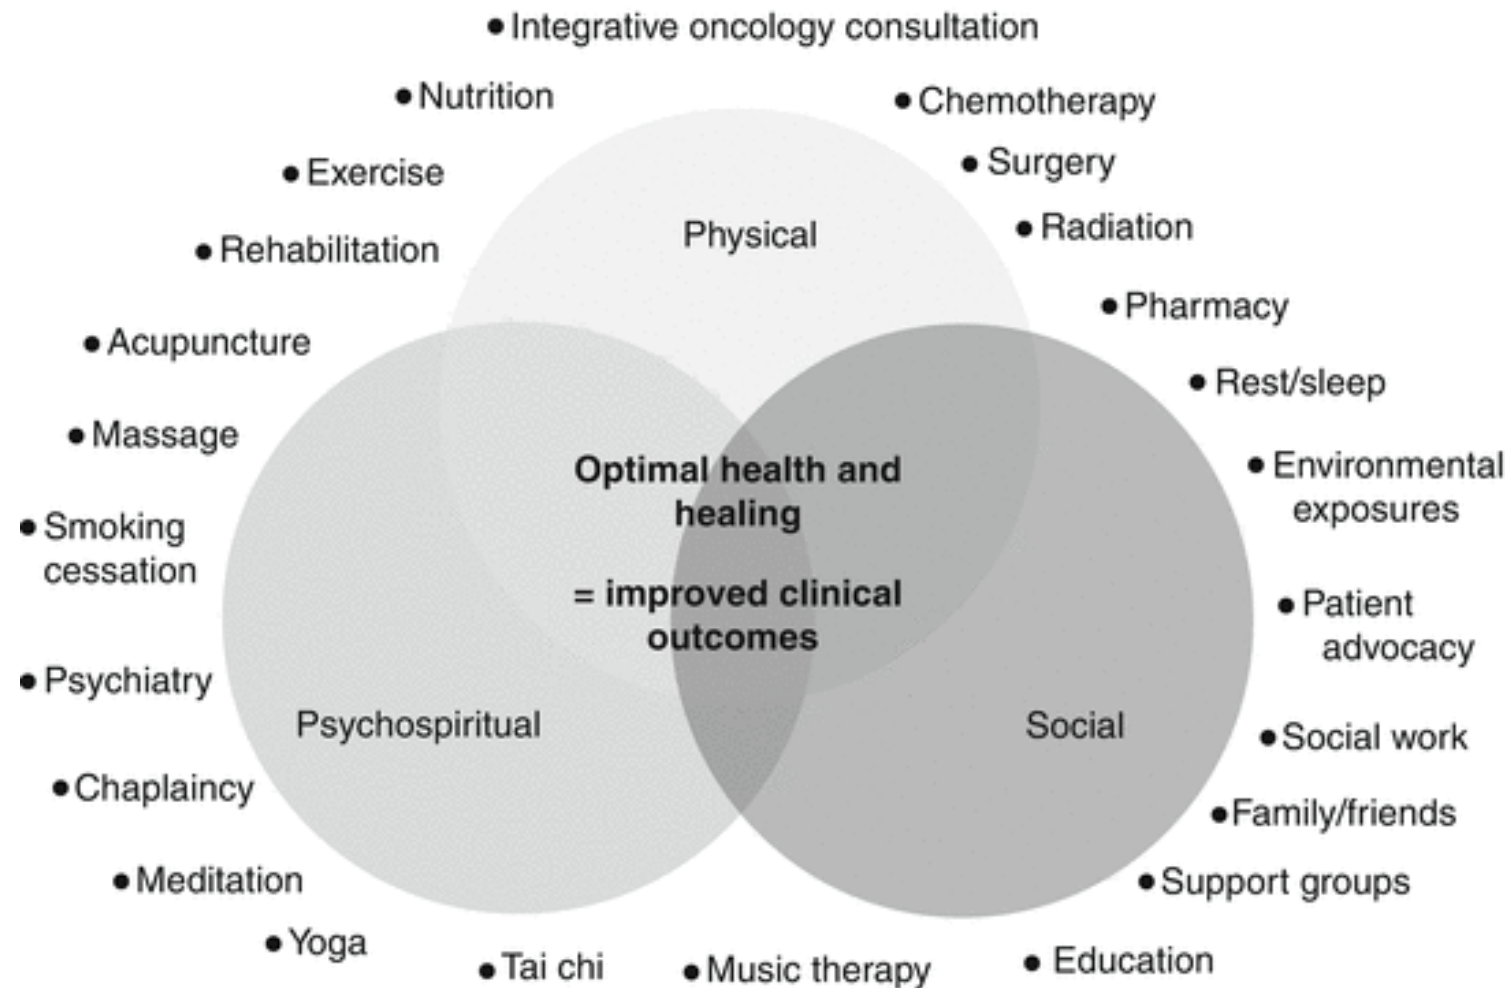 • Integrative oncology consultation
• Nutrition
• Chemotherapy
• Exercise
• Surgery
• Rehabilitation
• Radiation
Physical
• Pharmacy
• Acupuncture
• Rest/sleep
• Massage
• Environmental
exposures
Optimal health and
healing
• Smoking
cessation
= improved clinical
outcomes
• Patient
advocacy
• Psychiatry
Psychospiritual
Social
• Social work
• Chaplaincy
• Family/friends
• Meditation
• Support groups
• Yoga
• Tai chi
• Music therapy
• Education